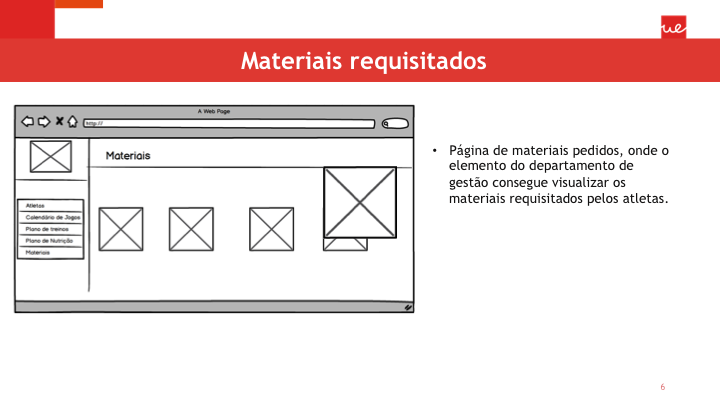 ue
Materiais requisitados
A Web Page
http://
Materiais
Atletas
Calendário de Jogos
Plano de treinos
Plano de Nutrição
Materiais
• Página de materiais pedidos, onde o
elemento do departamento de
gestão consegue visualizar os
materiais requisitados pelos atletas.
6